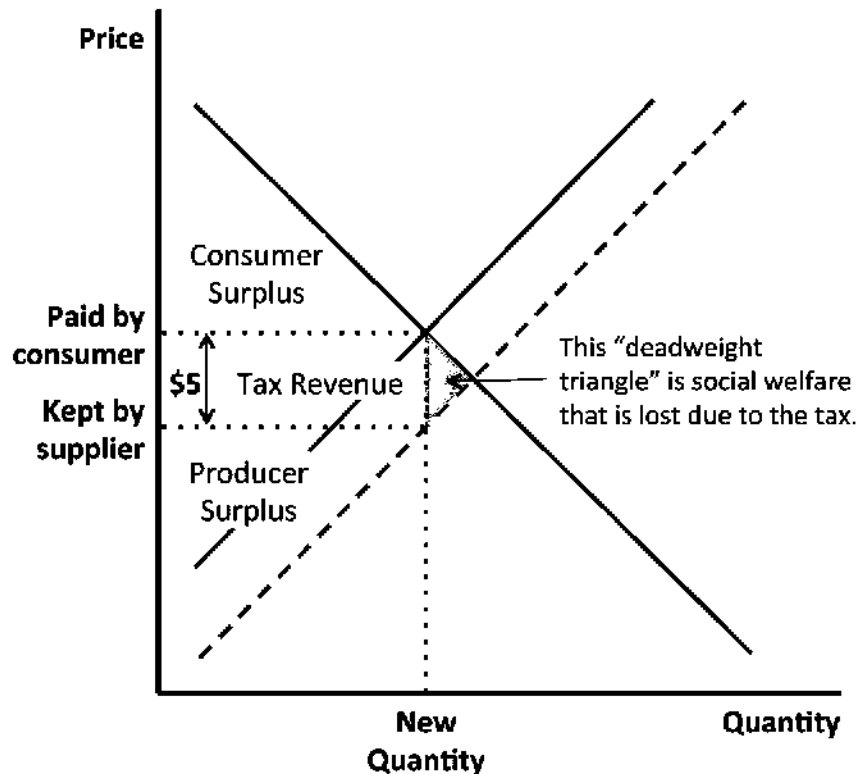 Price
Consumer
Surplus
Paid by
consumer
$5
Tax Revenue
This “deadweight
triangle” is social welfare
that is lost due to the tax.
Kept by
supplier
Producer
Surplus
New
Quantity
Quantity